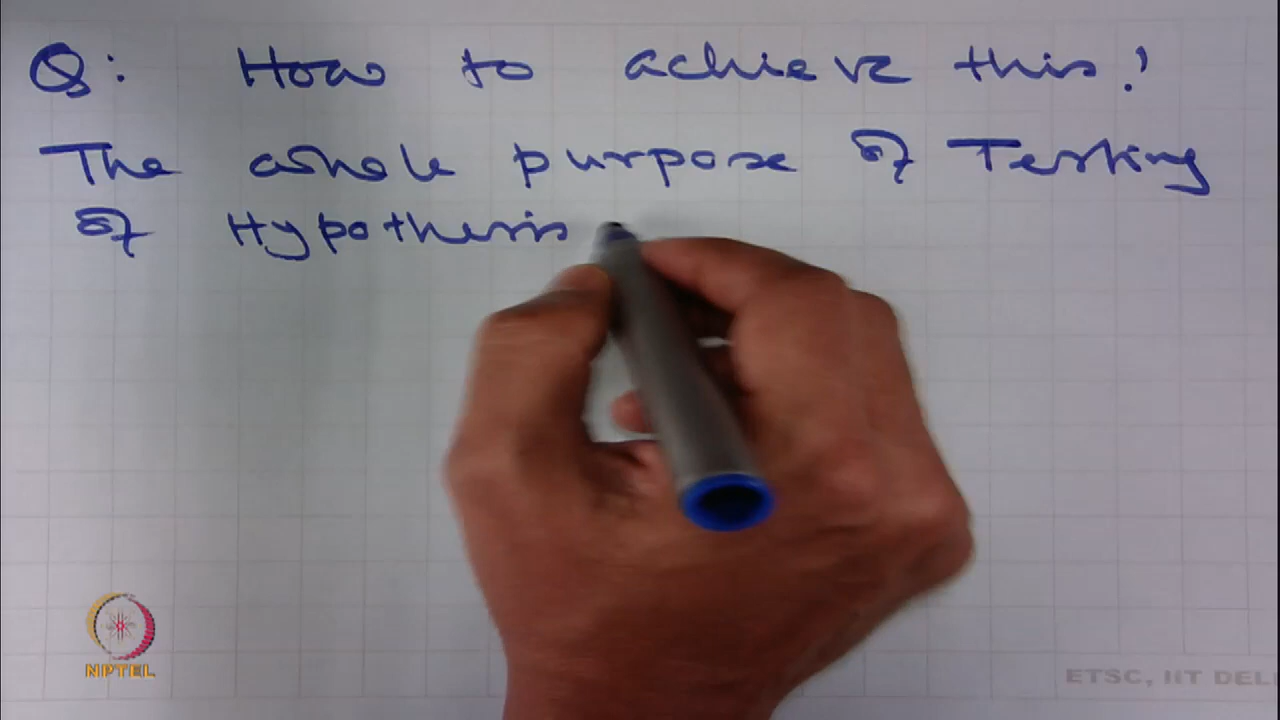 Q: How to achieve this?
The whole purpose of Testing
of Hypothesis
NPTEL
ETSC, IIT DEL